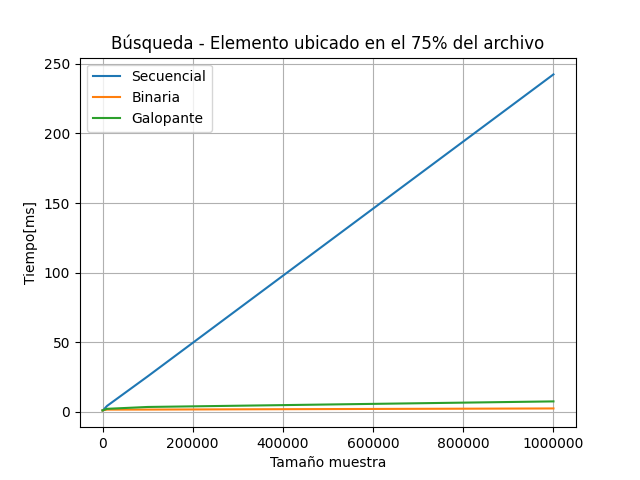 Búsqueda - Elemento ubicado en el 75% del archivo
Secuencial
Binaria
Galopante
Tiempo[ms]
250
200
150
100
50
0
0 200000 400000 600000 800000 1000000
Tamaño muestra